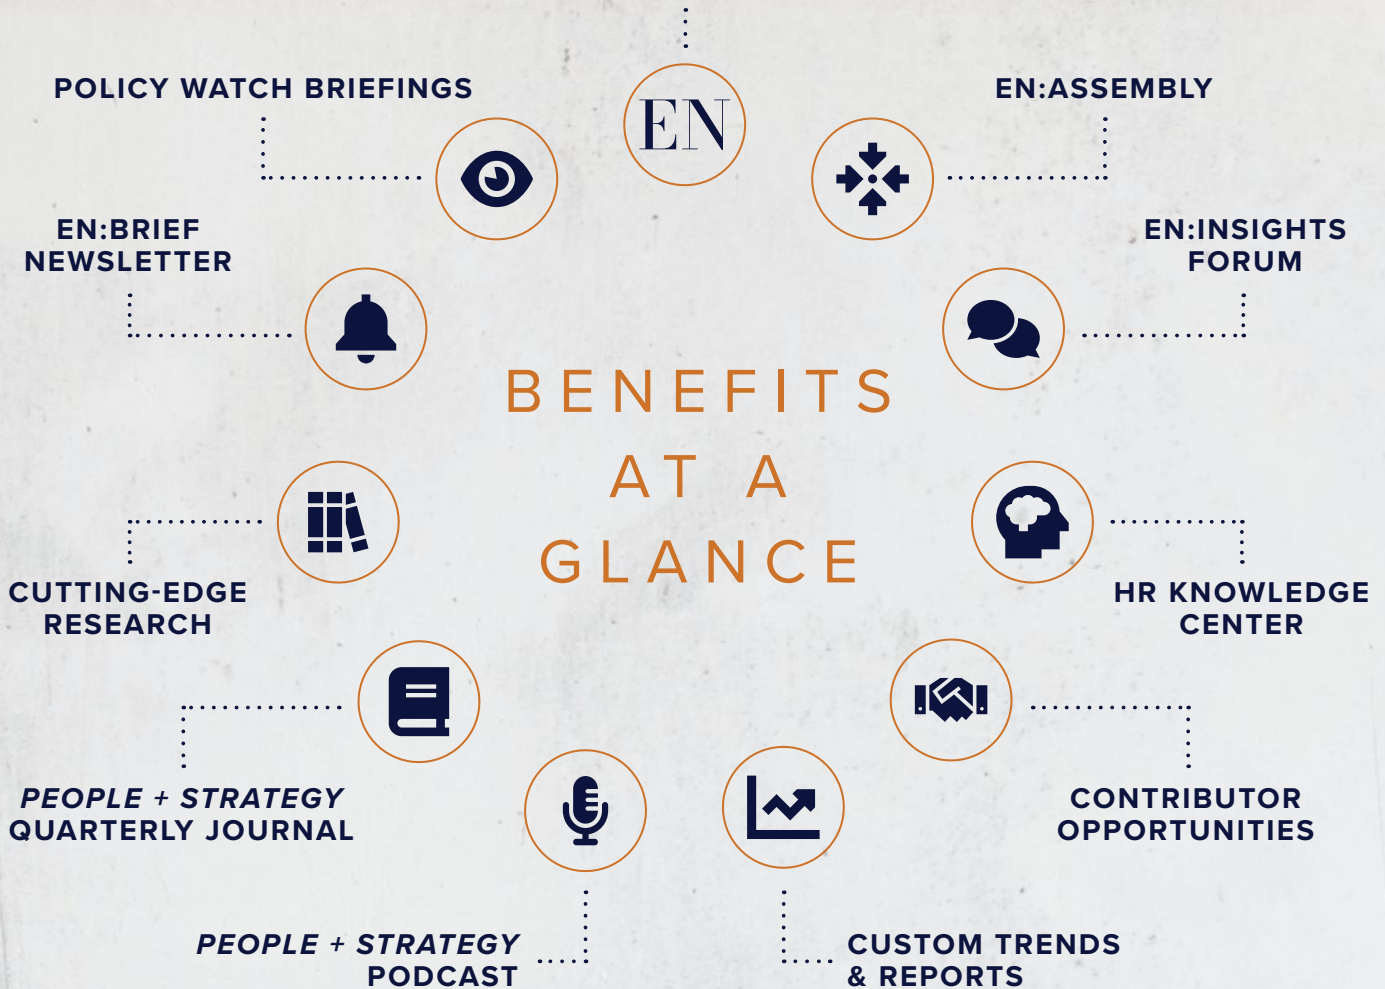 POLICY WATCH BRIEFINGS
EN
EN:ASSEMBLY
EN:BRIEF
NEWSLETTER
EN:INSIGHTS
FORUM
BENEFITS
AT A
GLANCE
CUTTING-EDGE
RESEARCH
HR KNOWLEDGE
CENTER
PEOPLE + STRATEGY
QUARTERLY JOURNAL
CONTRIBUTOR
OPPORTUNITIES
PEOPLE + STRATEGY
PODCAST
CUSTOM TRENDS
& REPORTS